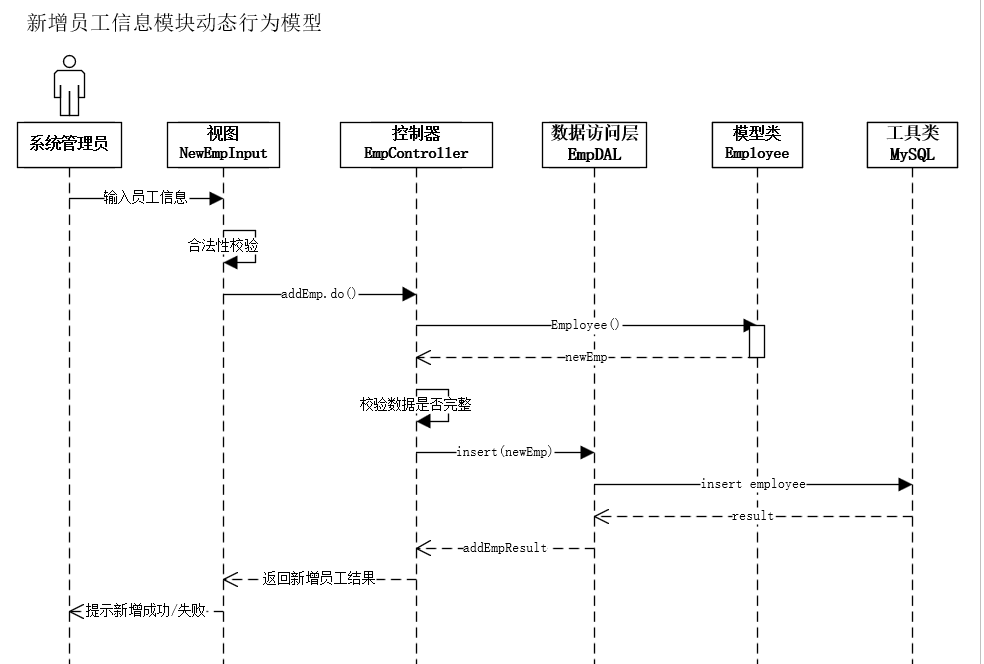 新增员工信息模块动态行为模型
系统管理员
视图
NewEmpInput
控制器
EmpController
数据访问层
EmpDAL
模型类
Employee
工具类
MySQL
输入员工信息
合法性校验
addEmp.do()
Employee()
newEmp
校验数据是否完整
insert(newEmp)
insert employee
result
addEmpResult
返回新增员工结果
提示新增成功/失败